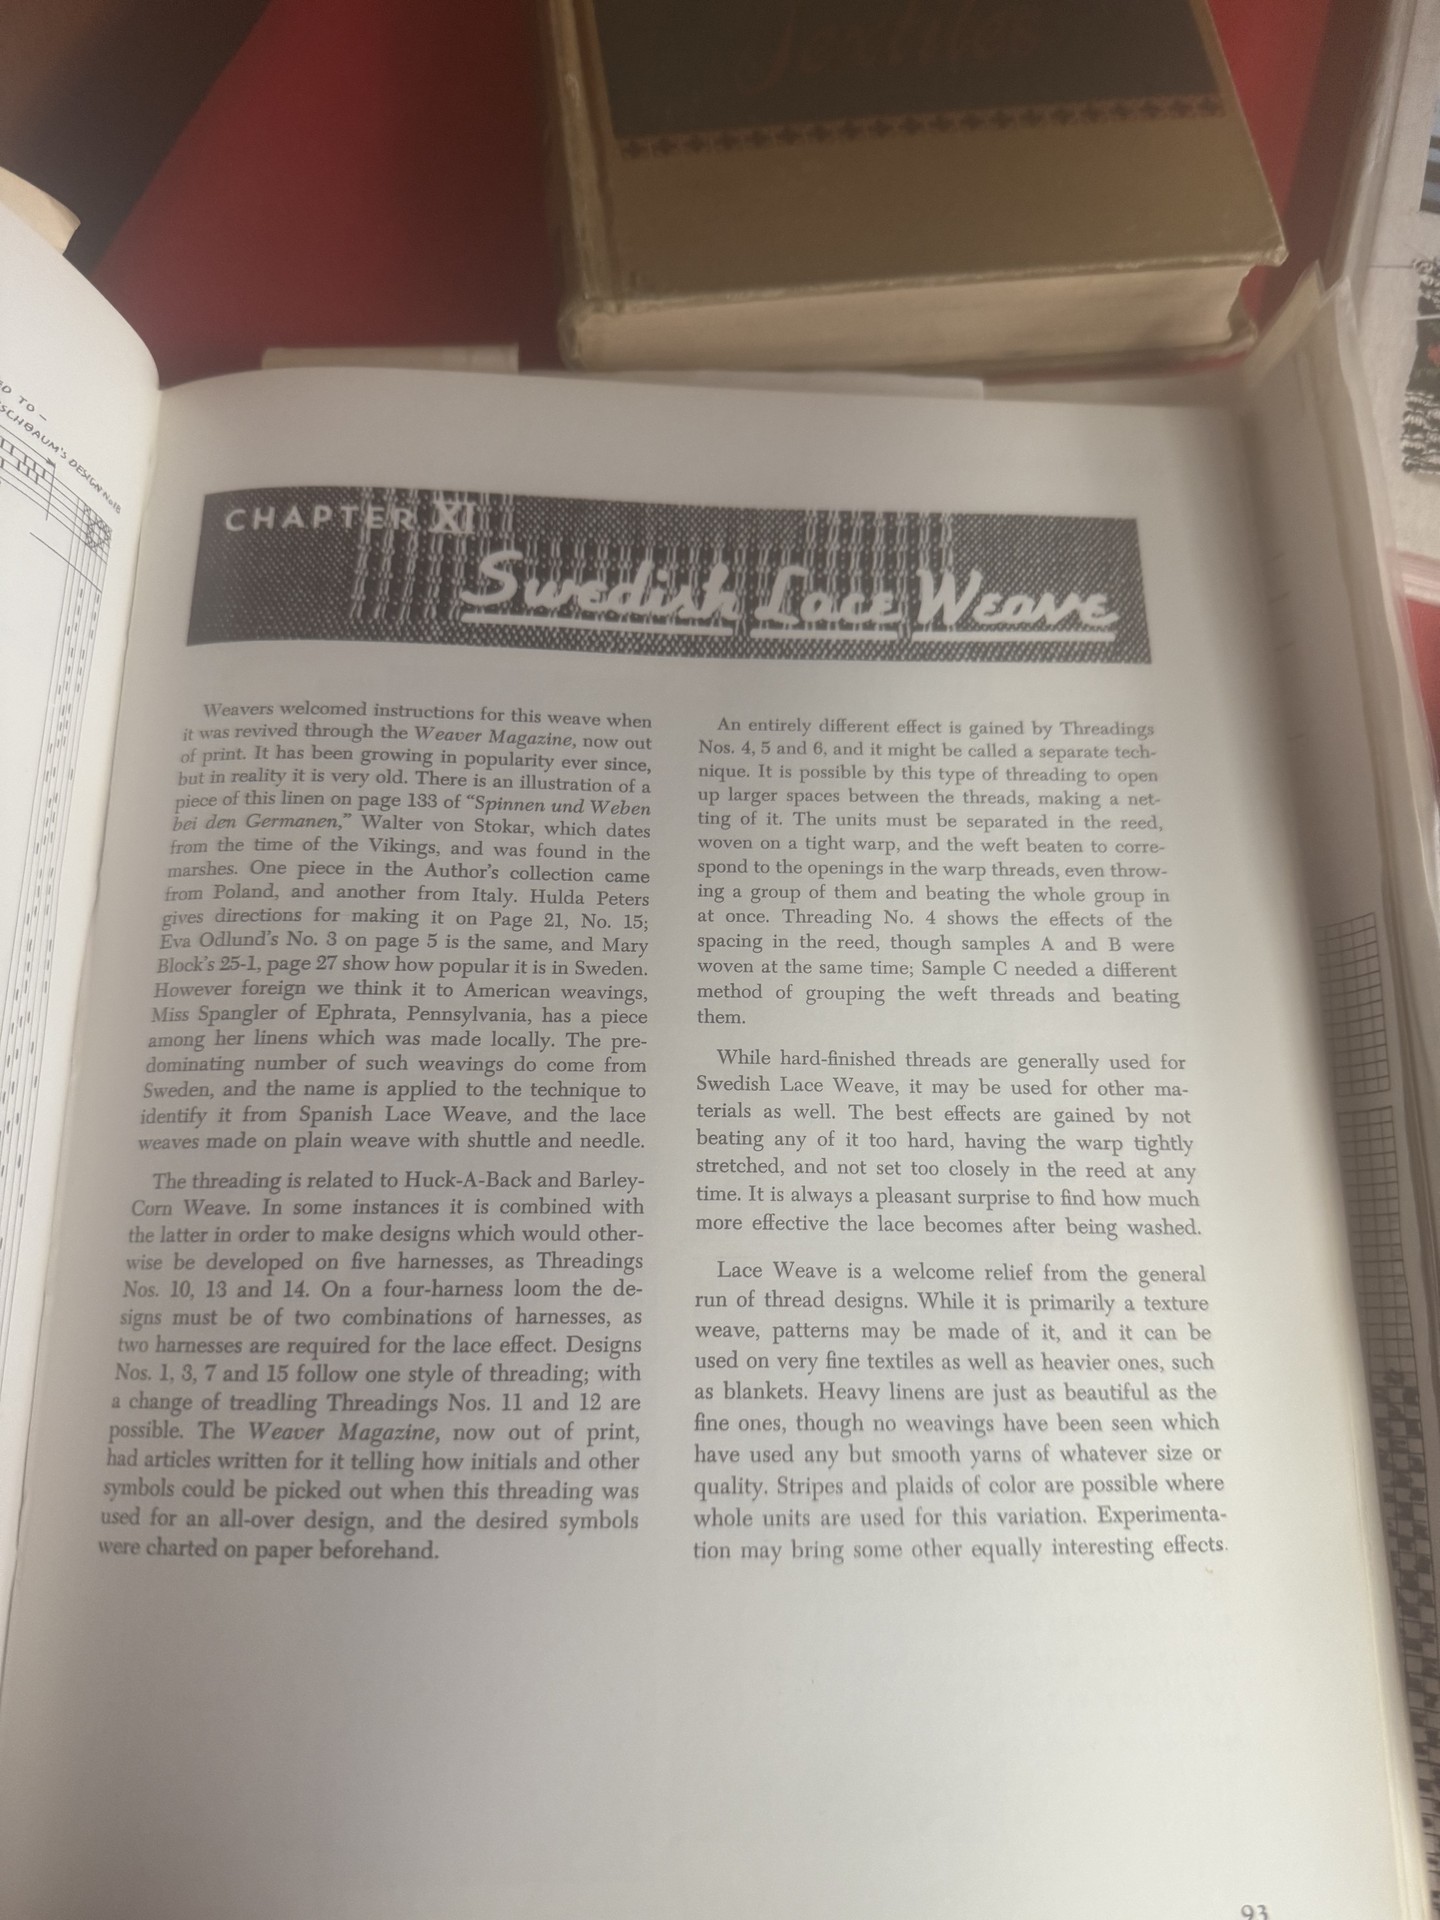 Textiles
D TO —
SCHBAUM'S DESIGN No 18
CHAPTER XI
Swedish Lace Weave
Weavers welcomed instructions for this weave when
it was revived through the Weaver Magazine, now out
of print. It has been growing in popularity ever since,
but in reality it is very old. There is an illustration of a
piece of this linen on page 133 of “Spinnen und Weben
bei den Germanen,” Walter von Stokar, which dates
from the time of the Vikings, and was found in the
marshes. One piece in the Author's collection came
from Poland, and another from Italy. Hulda Peters
gives directions for making it on Page 21, No. 15;
Eva Odlund's No. 3 on page 5 is the same, and Mary
Block's 25-1, page 27 show how popular it is in Sweden.
However foreign we think it to American weavings,
Miss Spangler of Ephrata, Pennsylvania, has a piece
among her linens which was made locally. The pre-
dominating number of such weavings do come from
Sweden, and the name is applied to the technique to
identify it from Spanish Lace Weave, and the lace
weaves made on plain weave with shuttle and needle.
The threading is related to Huck-A-Back and Barley-
Corn Weave. In some instances it is combined with
the latter in order to make designs which would other-
wise be developed on five harnesses, as Threadings
Nos. 10, 13 and 14. On a four-harness loom the de-
signs must be of two combinations of harnesses, as
two harnesses are required for the lace effect. Designs
Nos. 1, 3, 7 and 15 follow one style of threading; with
a change of treadling Threadings Nos. 11 and 12 are
possible. The Weaver Magazine, now out of print,
had articles written for it telling how initials and other
symbols could be picked out when this threading was
used for an all-over design, and the desired symbols
were charted on paper beforehand.
An entirely different effect is gained by Threadings
Nos. 4, 5 and 6, and it might be called a separate tech-
nique. It is possible by this type of threading to open
up larger spaces between the threads, making a net-
ting of it. The units must be separated in the reed,
woven on a tight warp, and the weft beaten to corre-
spond to the openings in the warp threads, even throw-
ing a group of them and beating the whole group in
at once. Threading No. 4 shows the effects of the
spacing in the reed, though samples A and B were
woven at the same time; Sample C needed a different
method of grouping the weft threads and beating
them.
While hard-finished threads are generally used for
Swedish Lace Weave, it may be used for other ma-
terials as well. The best effects are gained by not
beating any of it too hard, having the warp tightly
stretched, and not set too closely in the reed at any
time. It is always a pleasant surprise to find how much
more effective the lace becomes after being washed.
Lace Weave is a welcome relief from the general
run of thread designs. While it is primarily a texture
weave, patterns may be made of it, and it can be
used on very fine textiles as well as heavier ones, such
as blankets. Heavy linens are just as beautiful as the
fine ones, though no weavings have been seen which
have used any but smooth yarns of whatever size or
quality. Stripes and plaids of color are possible where
whole units are used for this variation. Experimenta-
tion may bring some other equally interesting effects.
93